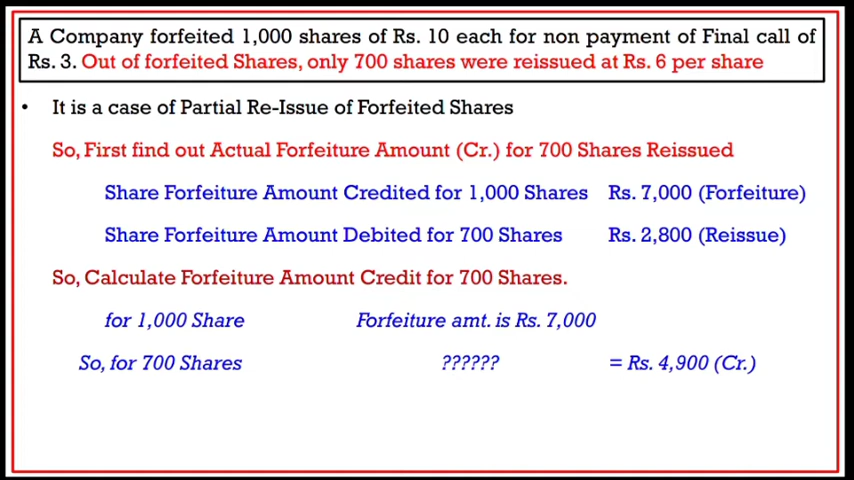 A Company forfeited 1,000 shares of Rs. 10 each for non payment of Final call of
Rs. 3. Out of forfeited Shares, only 700 shares were reissued at Rs. 6 per share
• It is a case of Partial Re-Issue of Forfeited Shares
So, First find out Actual Forfeiture Amount (Cr.) for 700 Shares Reissued
Share Forfeiture Amount Credited for 1,000 Shares Rs. 7,000 (Forfeiture)
Share Forfeiture Amount Debited for 700 Shares Rs. 2,800 (Reissue)
So, Calculate Forfeiture Amount Credit for 700 Shares.
for 1,000 Share Forfeiture amt. is Rs. 7,000
So, for 700 Shares ?????? = Rs. 4,900 (Cr.)